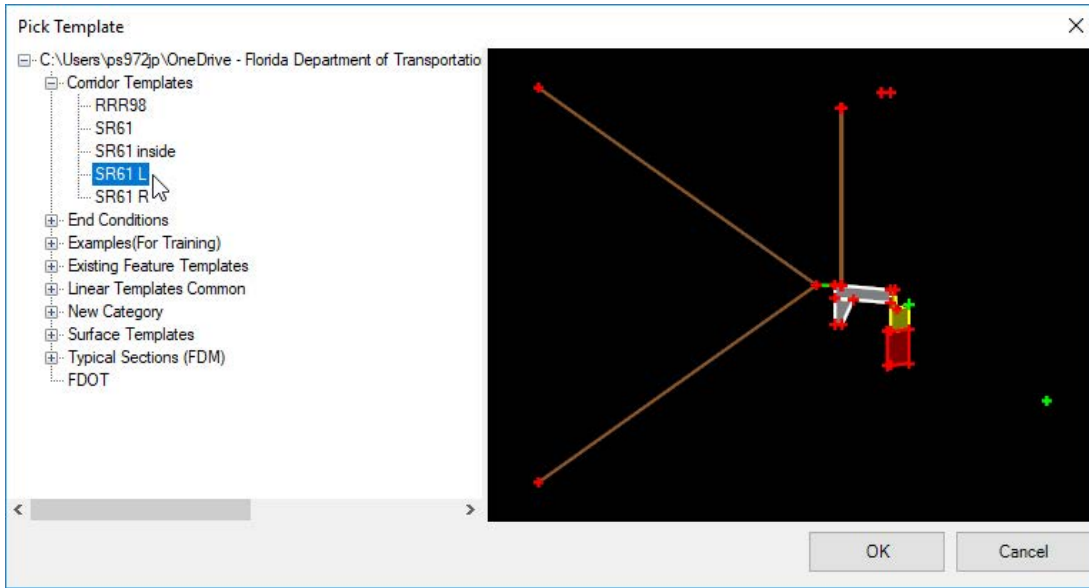 Pick Template
C:\Users\ps972jp\OneDrive - Florida Department of Transportatio
Corridor Templates
RRR98
SR61
SR61 inside
SR61 L
SR61 R
End Conditions
Examples(For Training)
Existing Feature Templates
Linear Templates Common
New Category
Surface Templates
Typical Sections (FDM)
FDOT
OK
Cancel